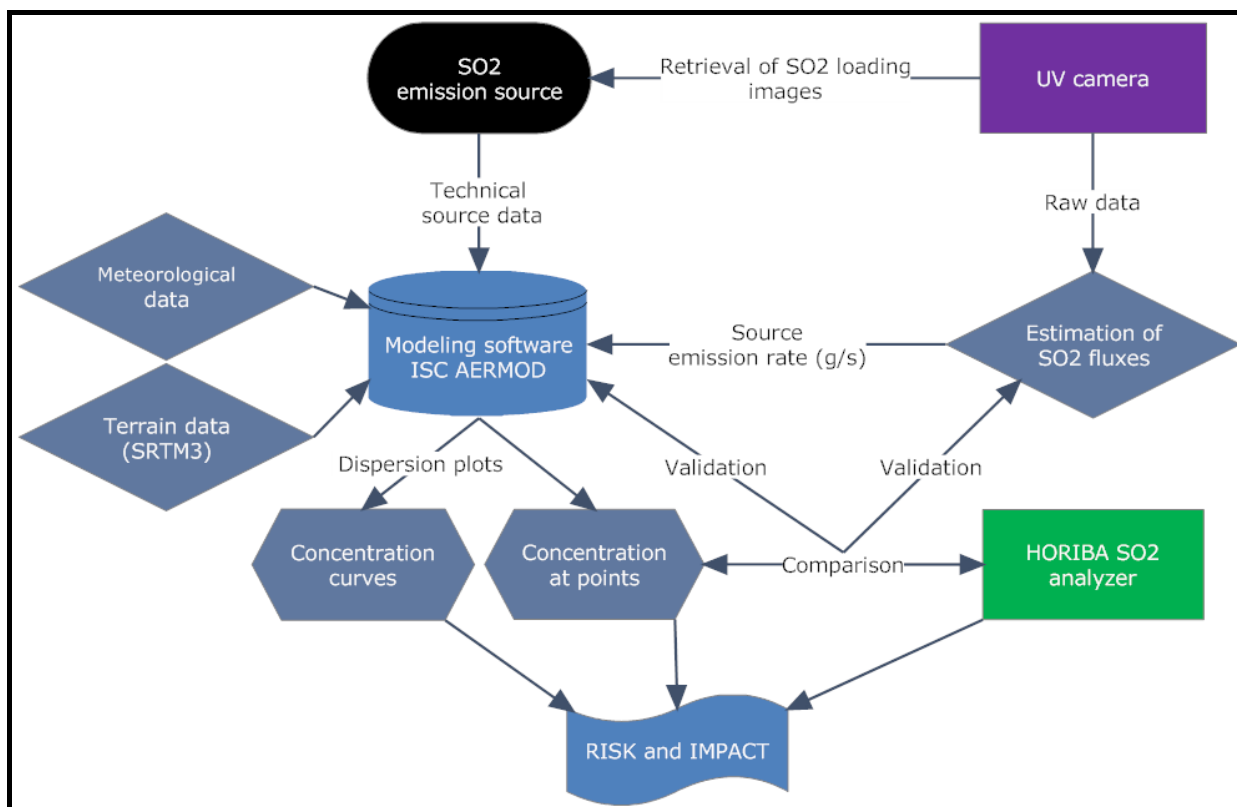 SO2
emission source
Retrieval of SO2 loading
images
UV camera
Technical
source data
Raw data
Meteorological
data
Modeling software
ISC AERMOD
Source
emission rate (g/s)
Estimation of
SO2 fluxes
Terrain data
(SRTM3)
Dispersion plots
Validation
Validation
Concentration
curves
Concentration
at points
Comparison
HORIBA SO2
analyzer
RISK and IMPACT